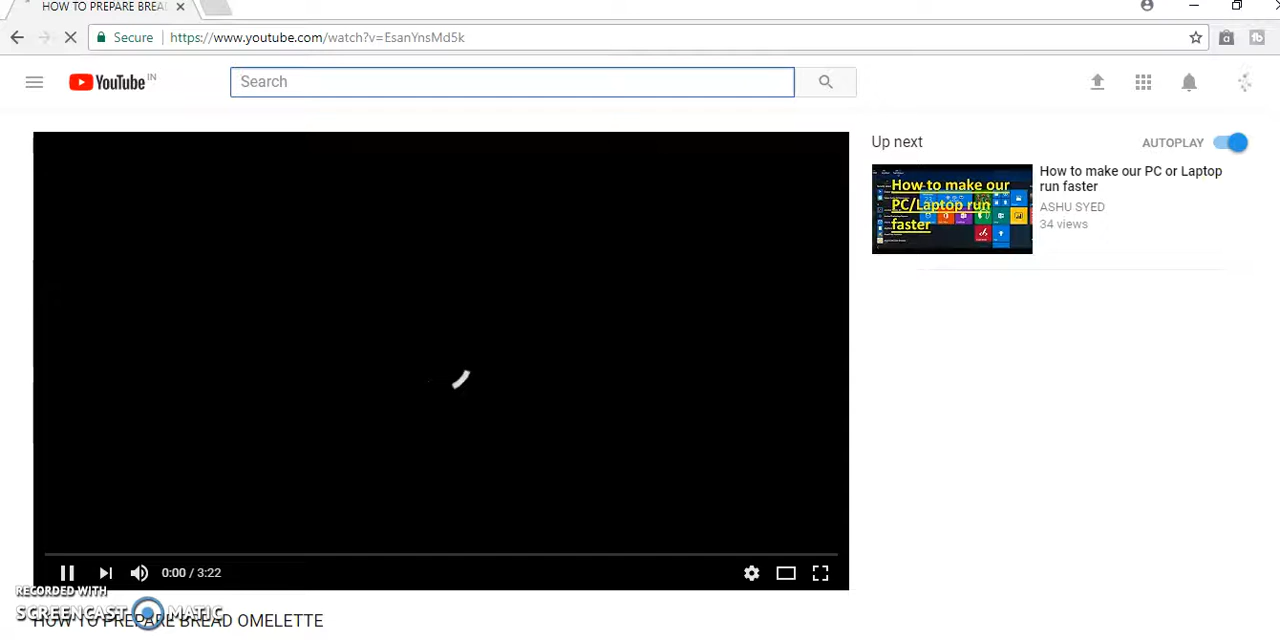 HOW TO PREPARE BREA
Secure https://www.youtube.com/watch?v=EsanYnsMd5k
YouTube IN
Search
Up next
AUTOPLAY
How to make our
PC/Laptop run
faster
How to make our PC or Laptop
run faster
ASHU SYED
34 views
0:00 / 3:22
RECORDED WITH
SCREENCAST MATIC
HOW TO PREPARE BREAD OMELETTE